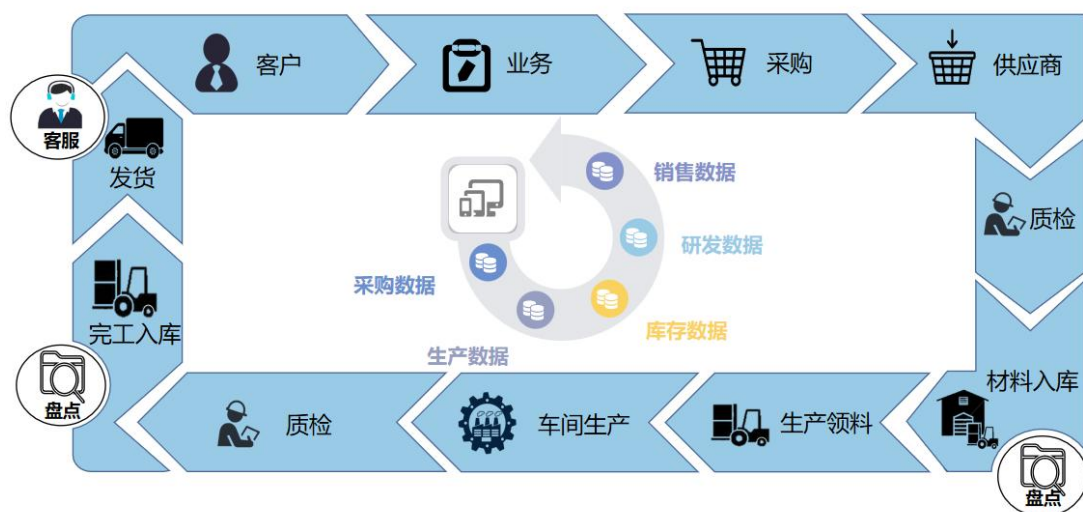 客户
业务
采购
供应商
客服
发货
质检
销售数据
研发数据
采购数据
库存数据
生产数据
完工入库
盘点
材料入库
质检
车间生产
生产领料
盘点